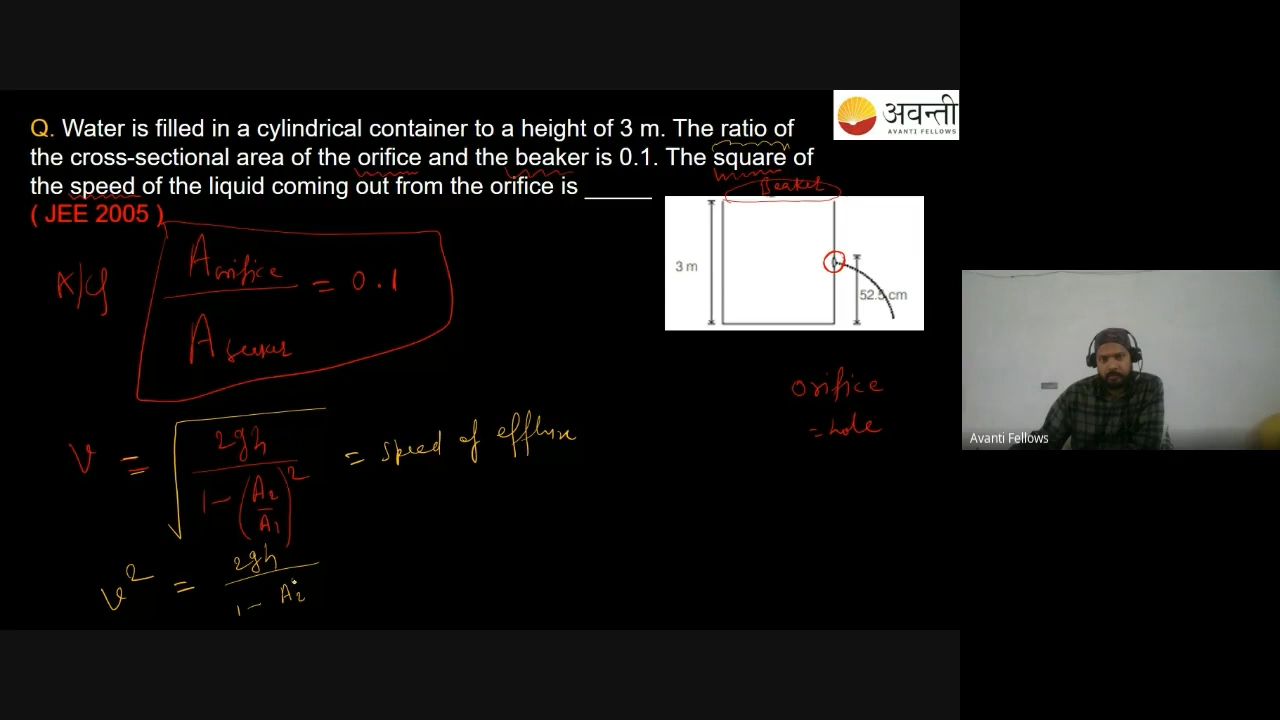 Q. Water is filled in a cylindrical container to a height of 3 m. The ratio of
the cross-sectional area of the orifice and the beaker is 0.1. The square of
the speed of the liquid coming out from the orifice is ______
( JEE 2005 )
अवन्ती
AVANTI FELLOWS
Beaker
3 m
52.5 cm
A orifice / A beaker = 0.1
orifice
= hole
V = √(2gh / 1 - (A2/A1)²) = speed of efflux
v² = 2gh / 1 - A2
Avanti Fellows